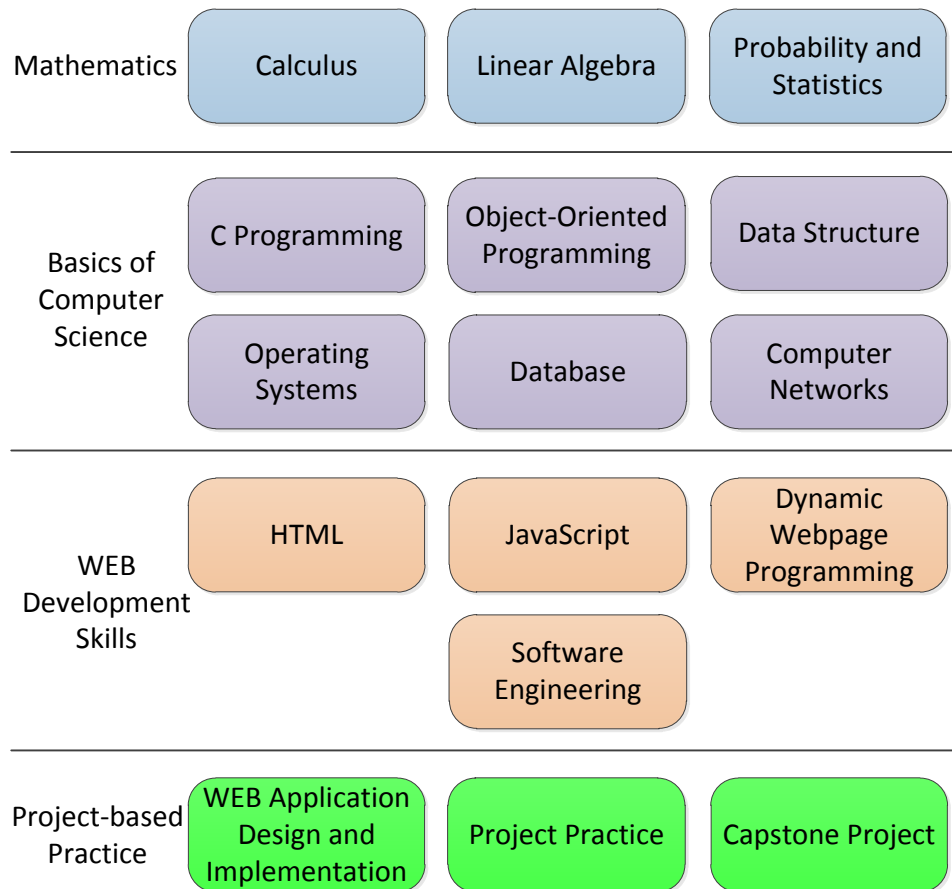 Mathematics
Calculus
Linear Algebra
Probability and
Statistics
Basics of
Computer
Science
C Programming
Object-Oriented
Programming
Data Structure
Operating
Systems
Database
Computer
Networks
WEB
Development
Skills
HTML
JavaScript
Dynamic
Webpage
Programming
Software
Engineering
Project-based
Practice
WEB Application
Design and
Implementation
Project Practice
Capstone Project